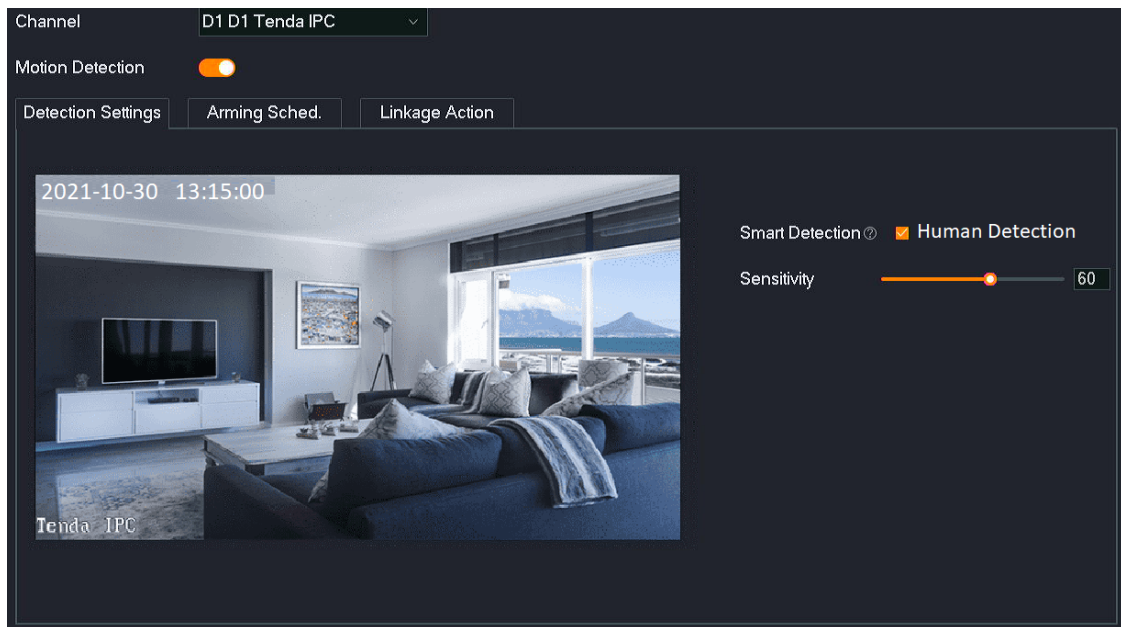 Channel D1 D1 Tenda IPC
Motion Detection
Detection Settings Arming Sched. Linkage Action
2021-10-30 13:15:00
Smart Detection ? Human Detection
Sensitivity 60
Tenda IPC